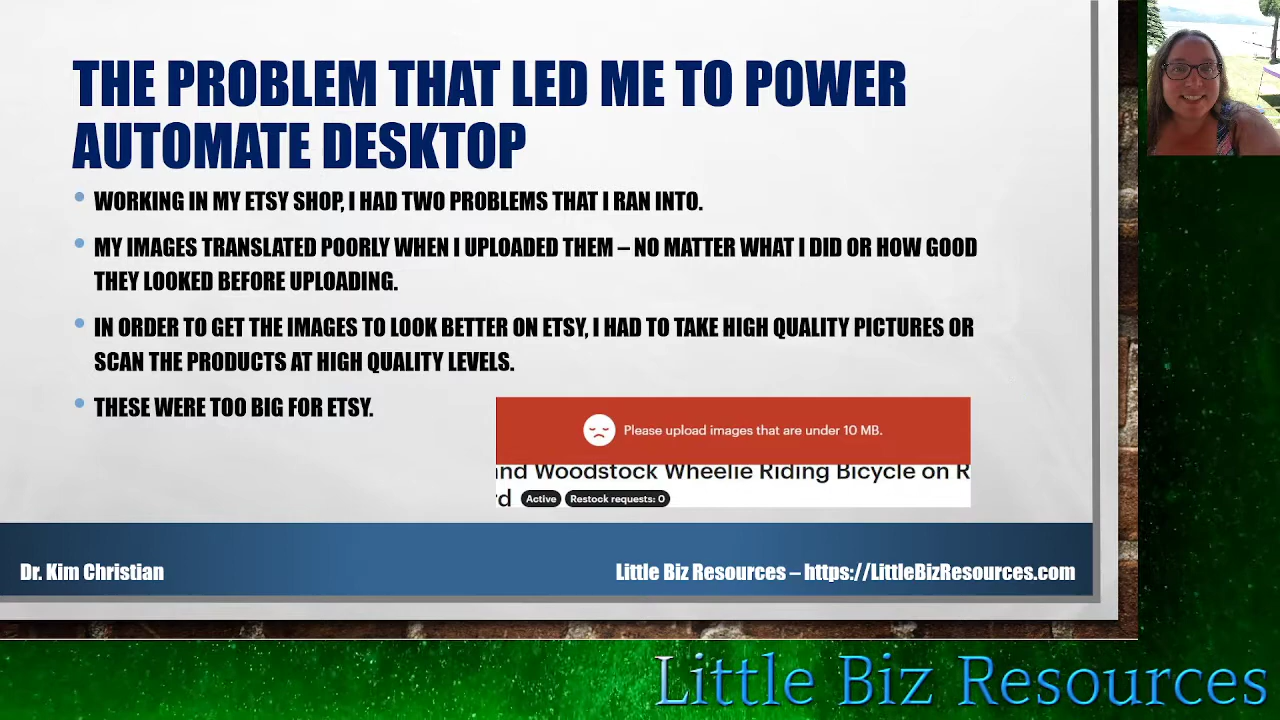 THE PROBLEM THAT LED ME TO POWER
AUTOMATE DESKTOP
WORKING IN MY ETSY SHOP, I HAD TWO PROBLEMS THAT I RAN INTO.
MY IMAGES TRANSLATED POORLY WHEN I UPLOADED THEM – NO MATTER WHAT I DID OR HOW GOOD
THEY LOOKED BEFORE UPLOADING.
IN ORDER TO GET THE IMAGES TO LOOK BETTER ON ETSY, I HAD TO TAKE HIGH QUALITY PICTURES OR
SCAN THE PRODUCTS AT HIGH QUALITY LEVELS.
THESE WERE TOO BIG FOR ETSY.
Please upload images that are under 10 MB.
nd Woodstock Wheelie Riding Bicycle on R
rd Active Restock requests: 0
Dr. Kim Christian
Little Biz Resources – https://LittleBizResources.com
Little Biz Resources